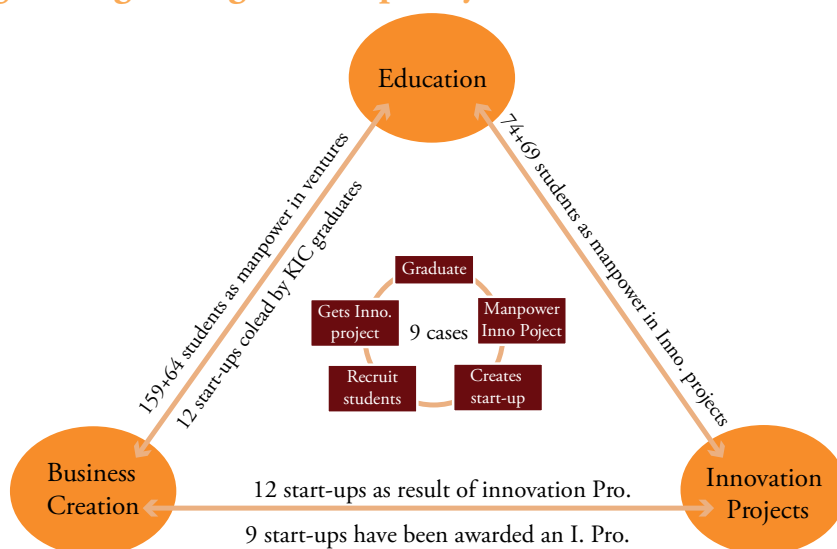 Education
159+64 students as manpower in ventures
12 start-ups colead by KIC graduates
74+69 students as manpower in Inno. projects
Graduate
Gets Inno.
project
9 cases
Manpower
Inno Poject
Recruit
students
Creates
start-up
Business
Creation
12 start-ups as result of innovation Pro.
9 start-ups have been awarded an I. Pro.
Innovation
Projects